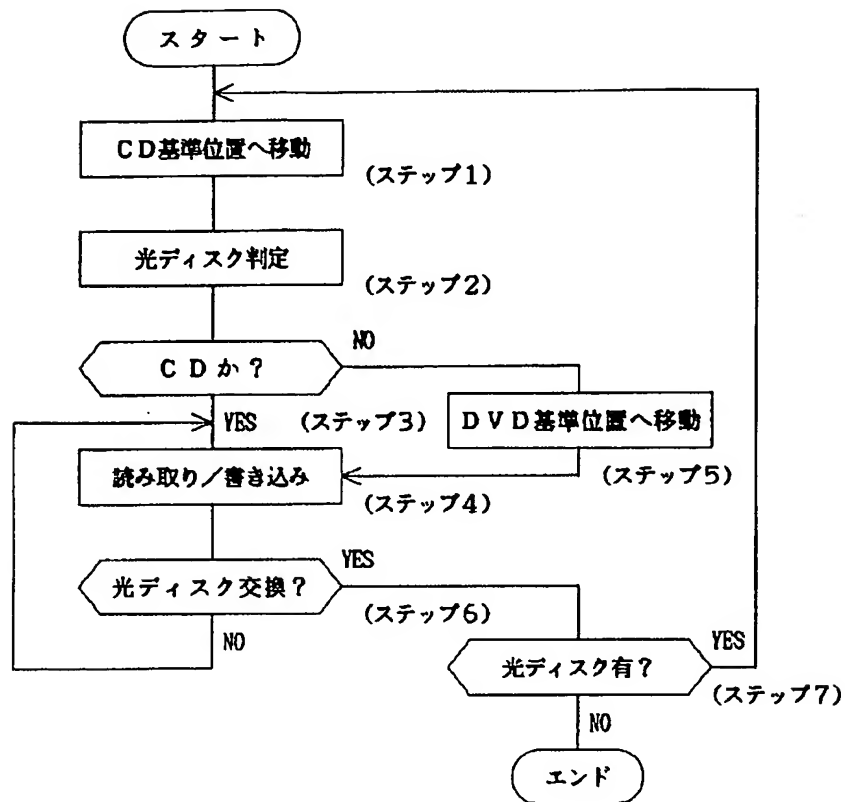 スタート
CD基準位置へ移動
(ステップ1)
光ディスク判定
(ステップ2)
NO
CDか?
YES
(ステップ3)
DVD基準位置へ移動
(ステップ5)
読み取り/書き込み
(ステップ4)
YES
光ディスク交換?
(ステップ6)
NO
YES
光ディスク有?
(ステップ7)
NO
エンド